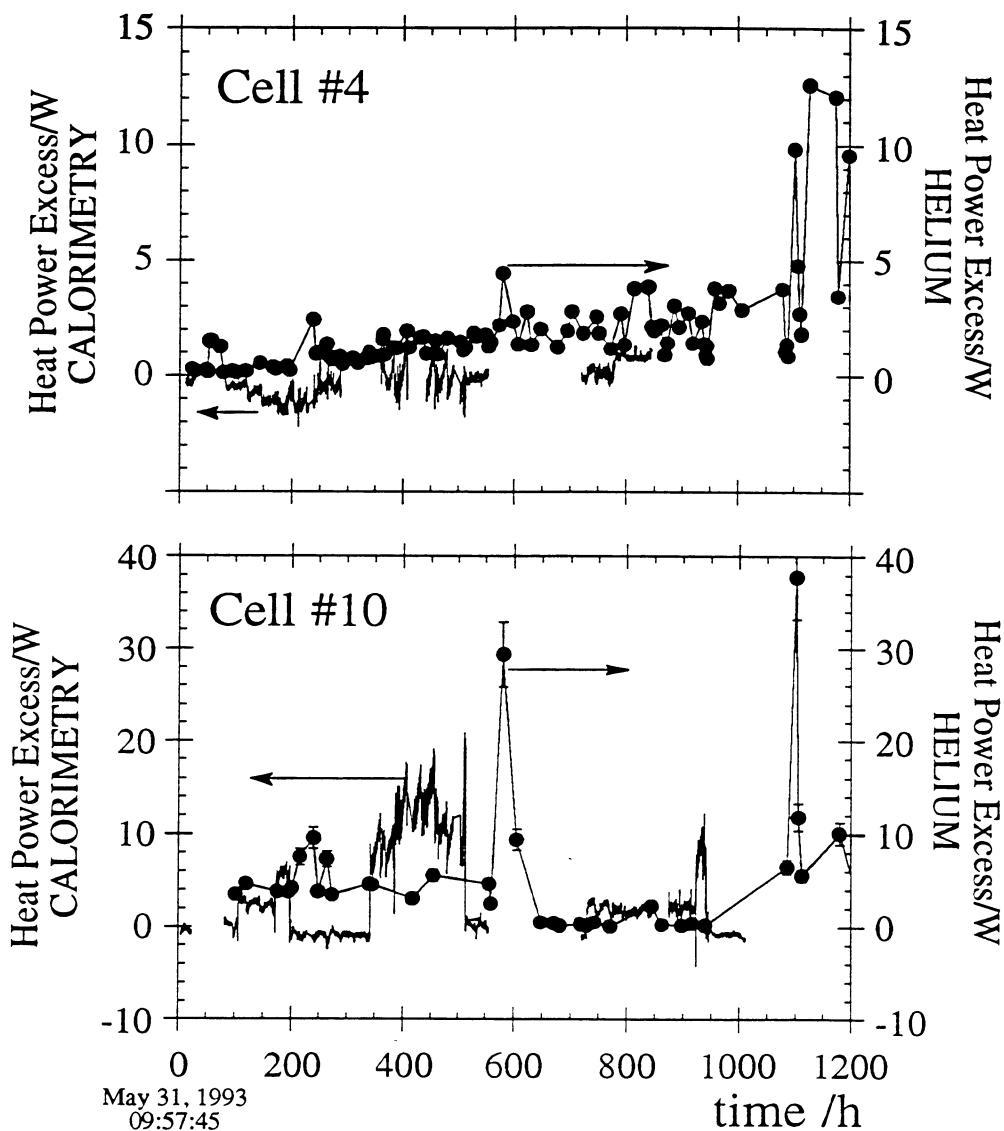 15
10
5
0
Cell #4
Heat Power Excess/W
CALORIMETRY
15
10
5
0
Heat Power Excess/W
HELIUM
40
30
20
10
0
-10
Cell #10
Heat Power Excess/W
CALORIMETRY
40
30
20
10
0
-10
Heat Power Excess/W
HELIUM
0 200 400 600 800 1000 1200
May 31, 1993
09:57:45
time /h